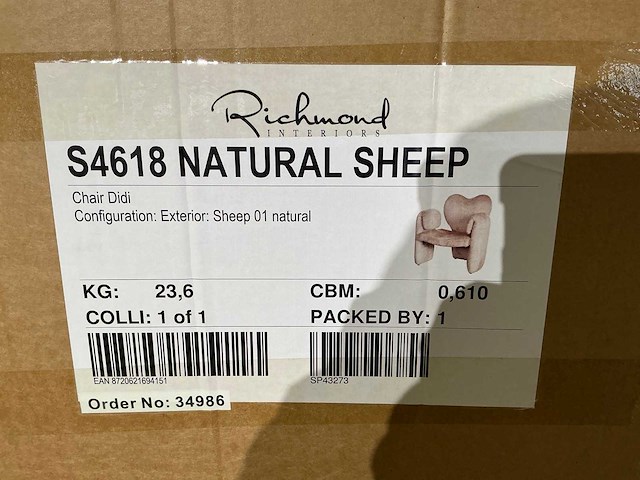 Richmond
INTERIORS
S4618 NATURAL SHEEP
Chair Didi
Configuration: Exterior: Sheep 01 natural
KG: 23,6 CBM: 0,610
COLLI: 1 of 1 PACKED BY: 1
EAN 8720621694151 SP43273
Order No: 34986